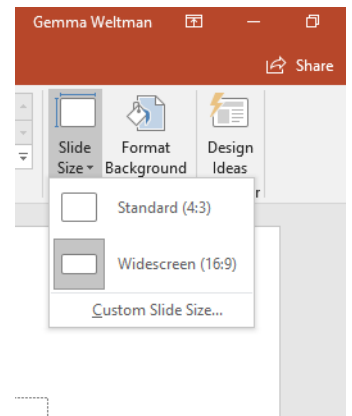 Gemma Weltman
Share
Slide
Size
Format
Background
Design
Ideas
r
Standard (4:3)
Widescreen (16:9)
Custom Slide Size...